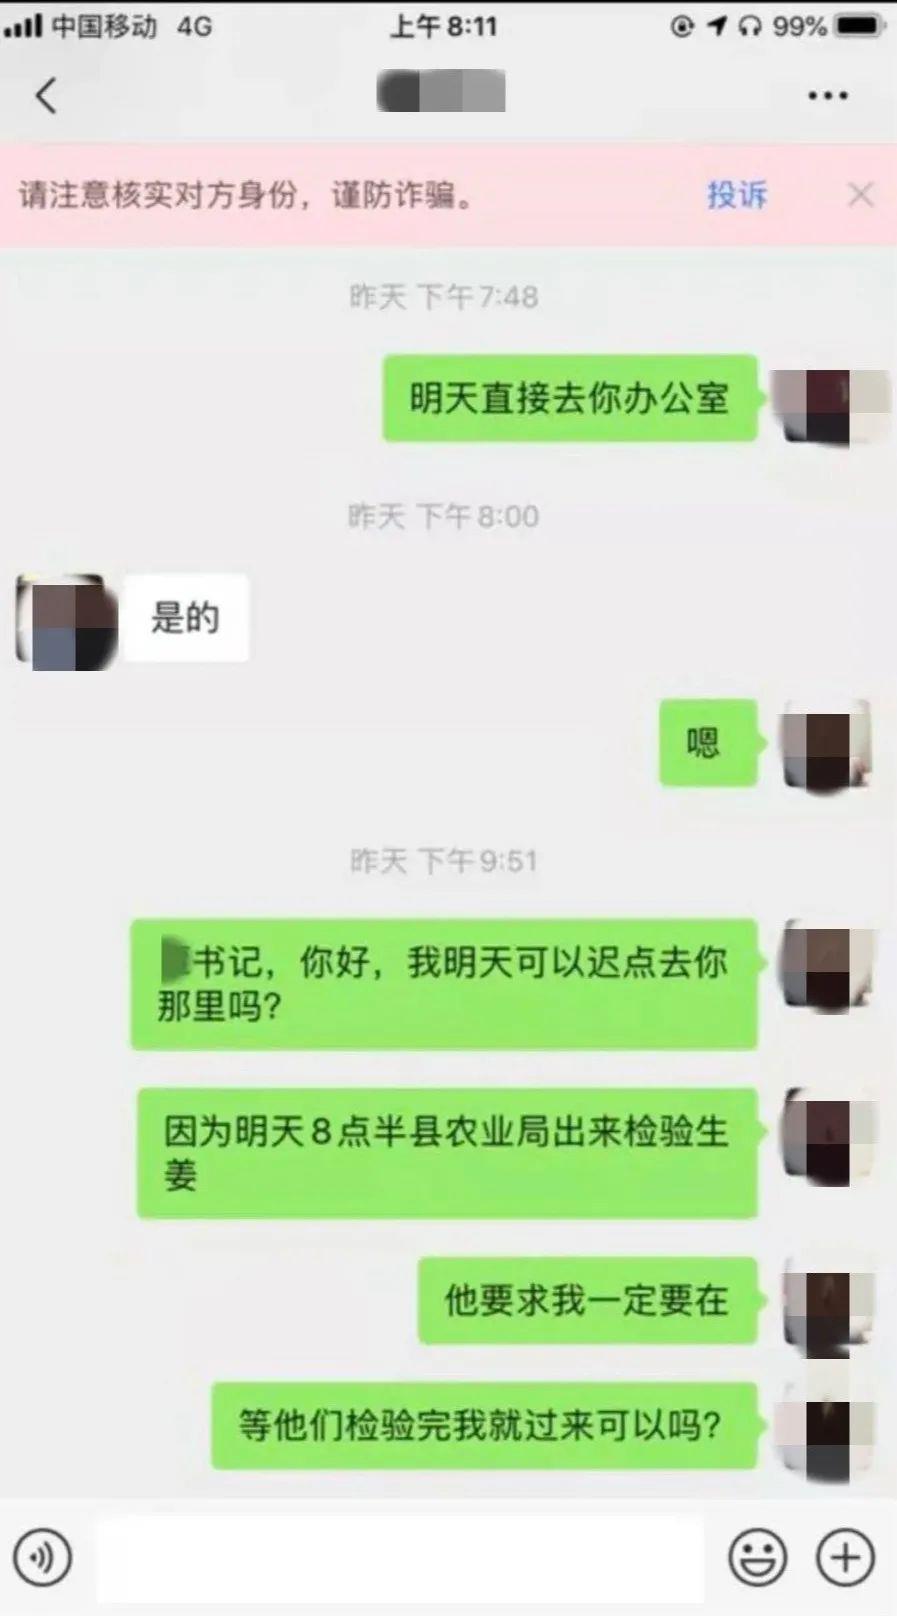 中国移动 4G 上午8:11 99%
请注意核实对方身份，谨防诈骗。 投诉
昨天 下午7:48
明天直接去你办公室
昨天 下午8:00
是的
嗯
昨天 下午9:51
书记，你好，我明天可以迟点去你
那里吗？
因为明天8点半县农业局出来检验生
姜
他要求我一定要在
等他们检验完我就过来可以吗？